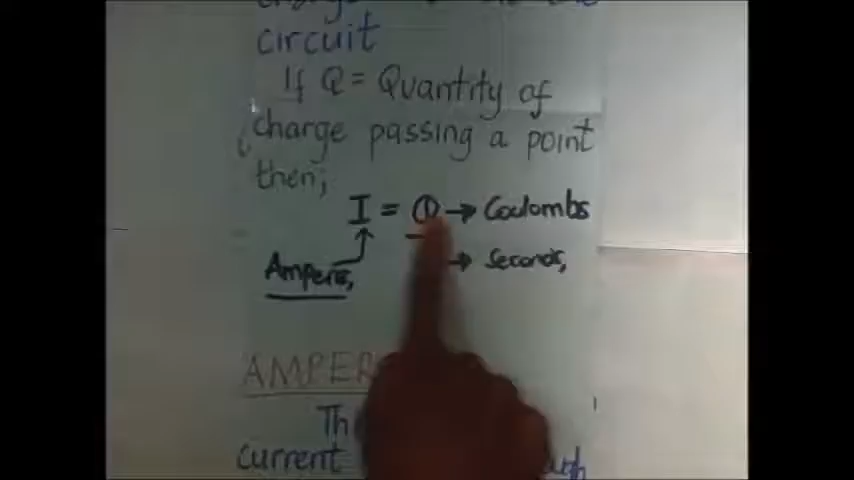 circuit
If Q = Quantity of
charge passing a point
then;
I = Q → Coulombs
→ Seconds,
Amperes,
AMPER
Th
current